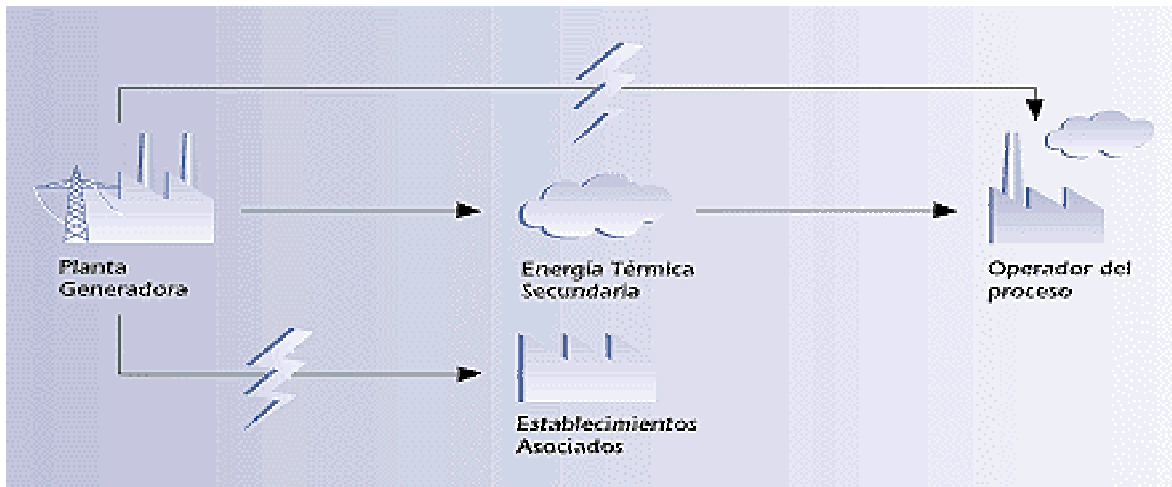 Planta
Generadora
Energía Térmica
Secundaria
Operador del
proceso
Establecimientos
Asociados